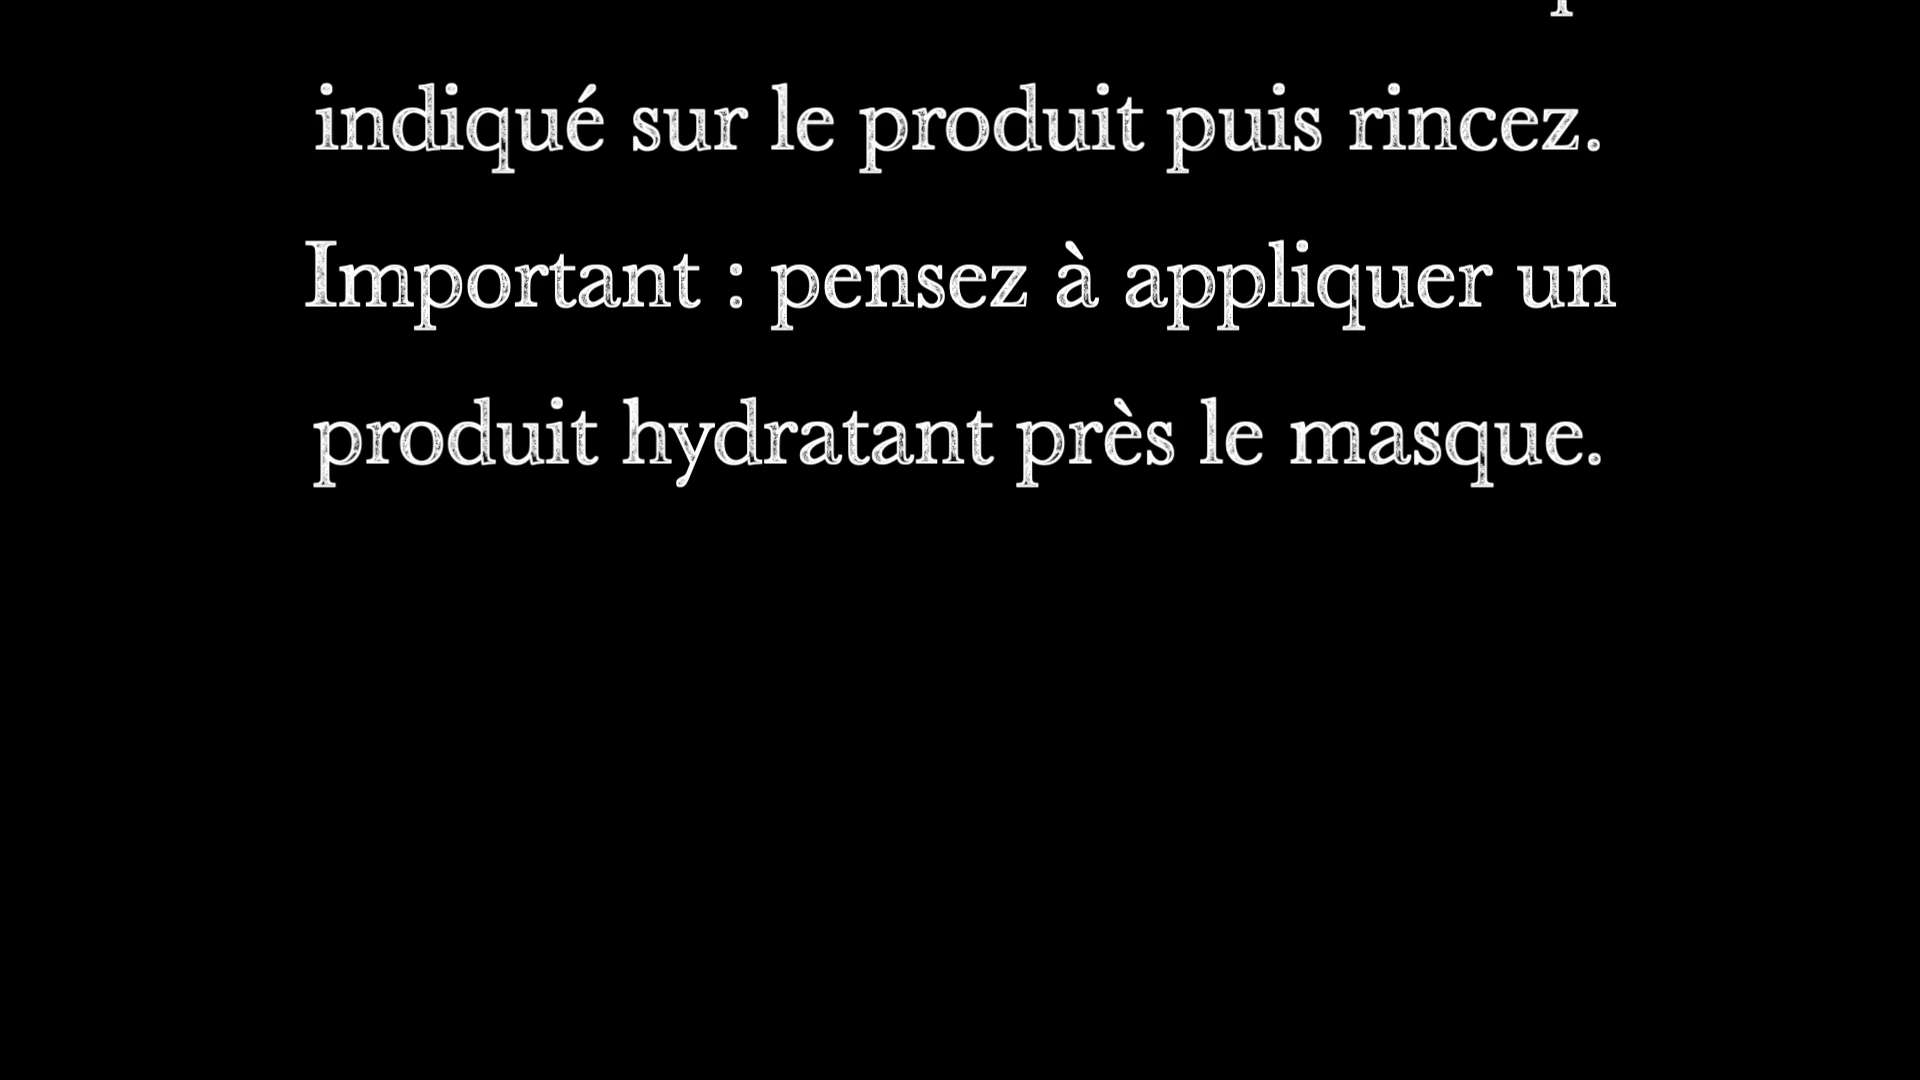 indiqué sur le produit puis rincez.
Important : pensez à appliquer un
produit hydratant près le masque.